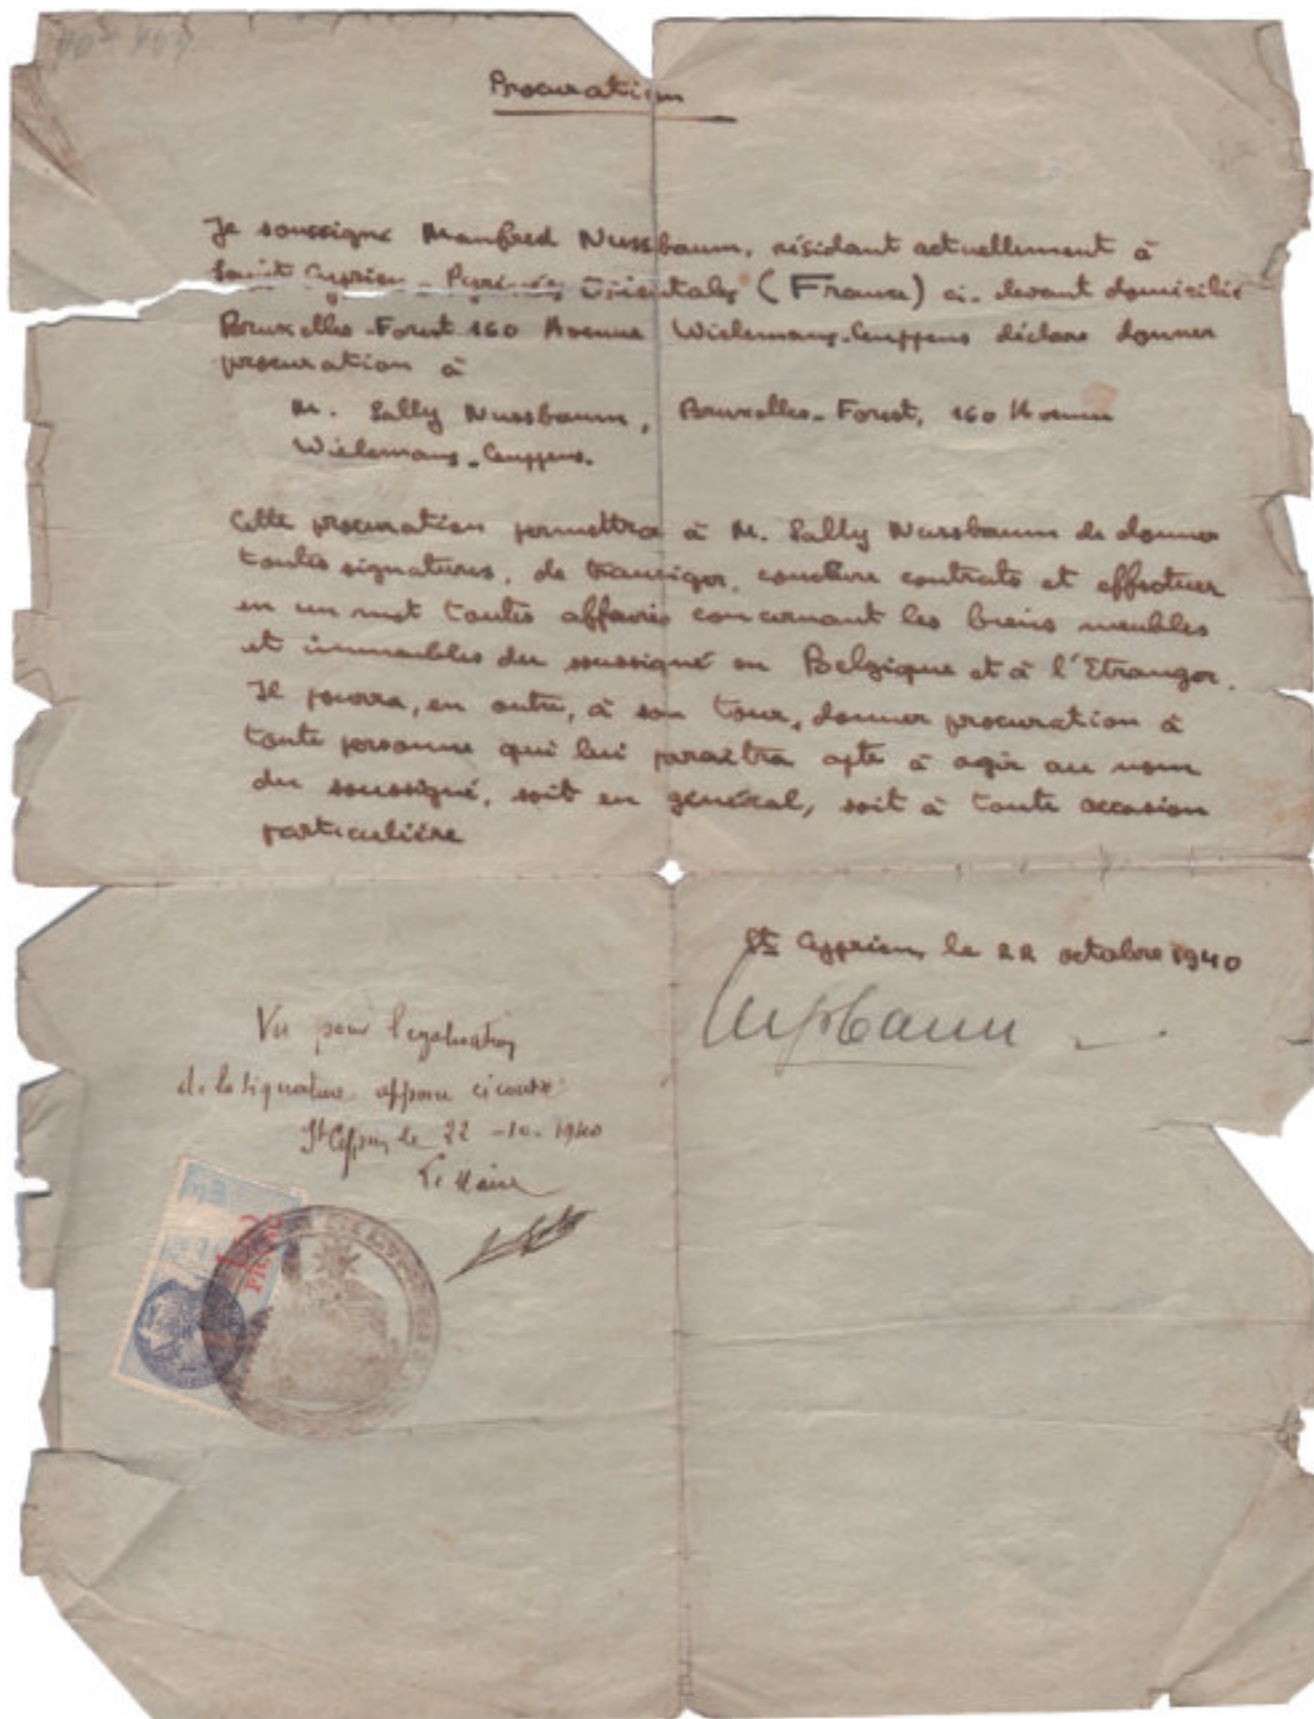 Procuration
Je soussigné Manfred Nussbaum, résidant actuellement à
Saint Cyprien - Pyrénées Orientales (France) ci-devant domicilié
Bruxelles-Forest 160 Avenue Wielemans-Ceuppens déclare donner
procuration à
M. Sally Nussbaum, Bruxelles-Forest, 160 Avenue
Wielemans-Ceuppens.
Cette procuration permettra à M. Sally Nussbaum de donner
toutes signatures, de transiger, conclure contrats et effectuer
en un mot toutes affaires concernant les biens meubles
et immeubles du soussigné en Belgique et à l'Etranger.
Il pourra, en outre, à son tour, donner procuration à
toute personne qui lui paraîtra apte à agir au nom
du soussigné, soit en général, soit à toute occasion
particulière
St Cyprien, le 22 octobre 1940
Nussbaum
Vu pour légalisation
de la signature apposée ci contre
St Cyprien le 22 -10- 1940
Le Maire